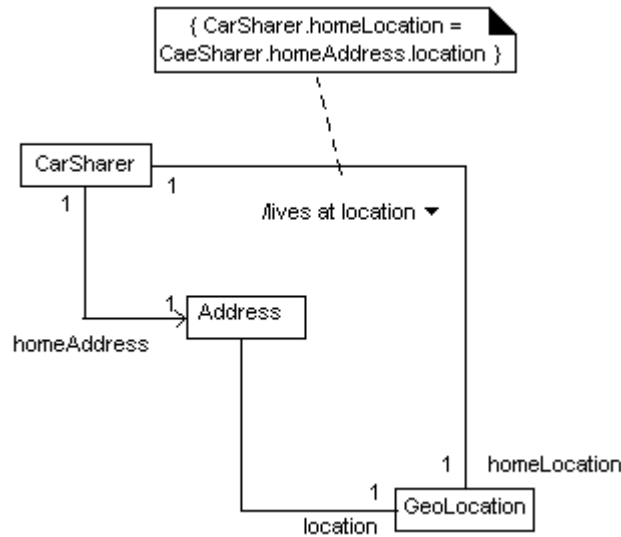 { CarSharer.homeLocation =
CaeSharer.homeAddress.location }
CarSharer
1
1
/lives at location
1
Address
homeAddress
1
homeLocation
1
GeoLocation
location